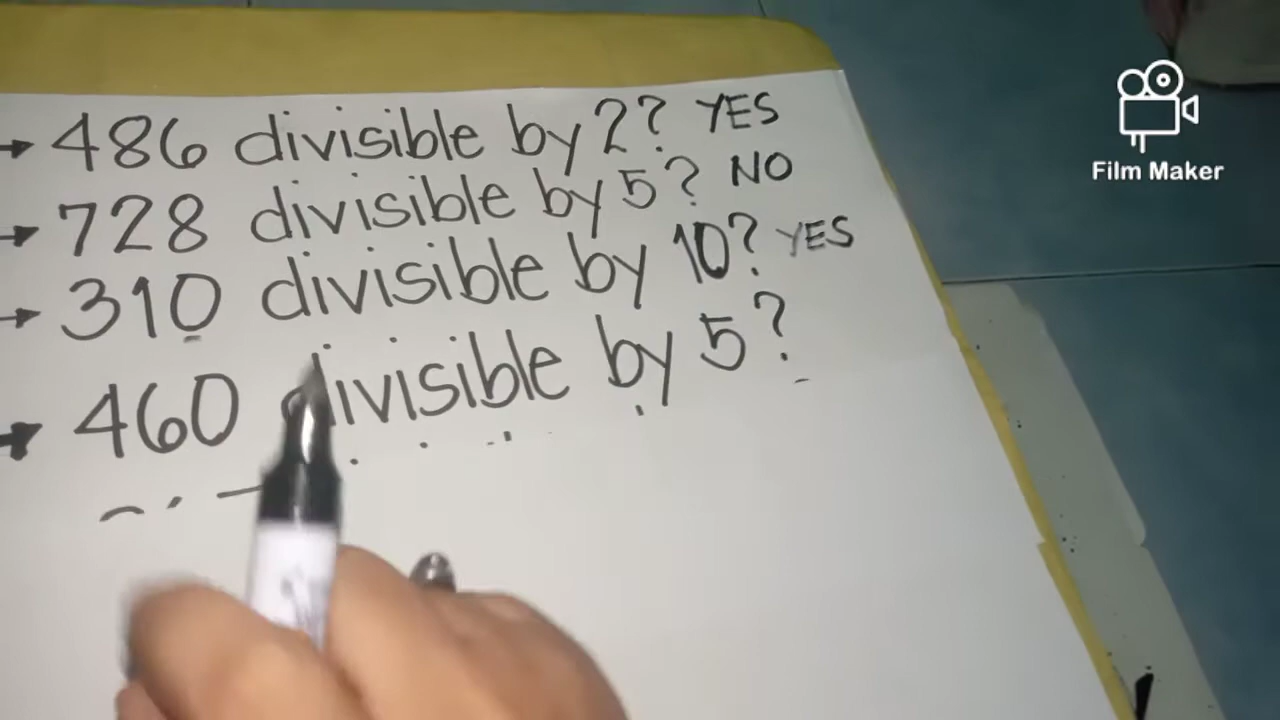 → 486 divisible by 2? YES
→ 728 divisible by 5? NO
→ 310 divisible by 10? YES
→ 460 divisible by 5?
Film Maker